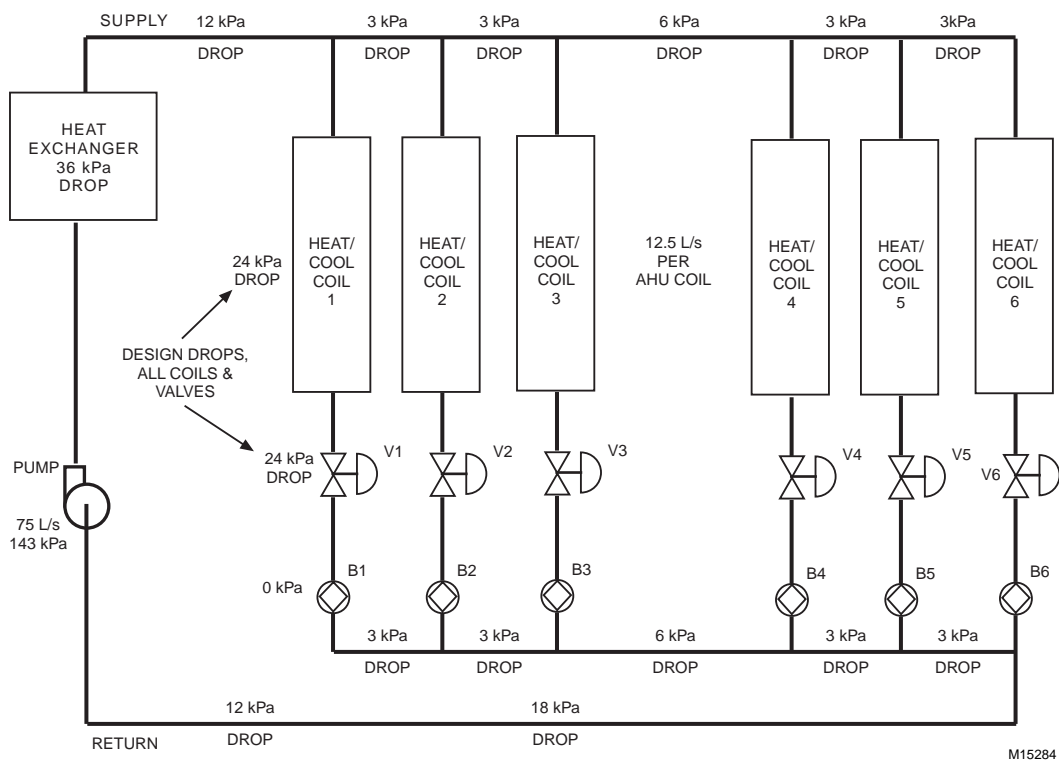 SUPPLY
12 kPa
DROP
3 kPa
DROP
3 kPa
DROP
6 kPa
DROP
3 kPa
DROP
3kPa
DROP
HEAT
EXCHANGER
36 kPa
DROP
HEAT/
COOL
COIL
1
HEAT/
COOL
COIL
2
HEAT/
COOL
COIL
3
12.5 L/s
PER
AHU COIL
HEAT/
COOL
COIL
4
HEAT/
COOL
COIL
5
HEAT/
COOL
COIL
6
24 kPa
DROP
DESIGN DROPS,
ALL COILS &
VALVES
24 kPa
DROP
V1
V2
V3
V4
V5
V6
PUMP
75 L/s
143 kPa
0 kPa
B1
B2
B3
B4
B5
B6
3 kPa
DROP
3 kPa
DROP
6 kPa
DROP
3 kPa
DROP
3 kPa
DROP
RETURN
12 kPa
DROP
18 kPa
DROP
M15284